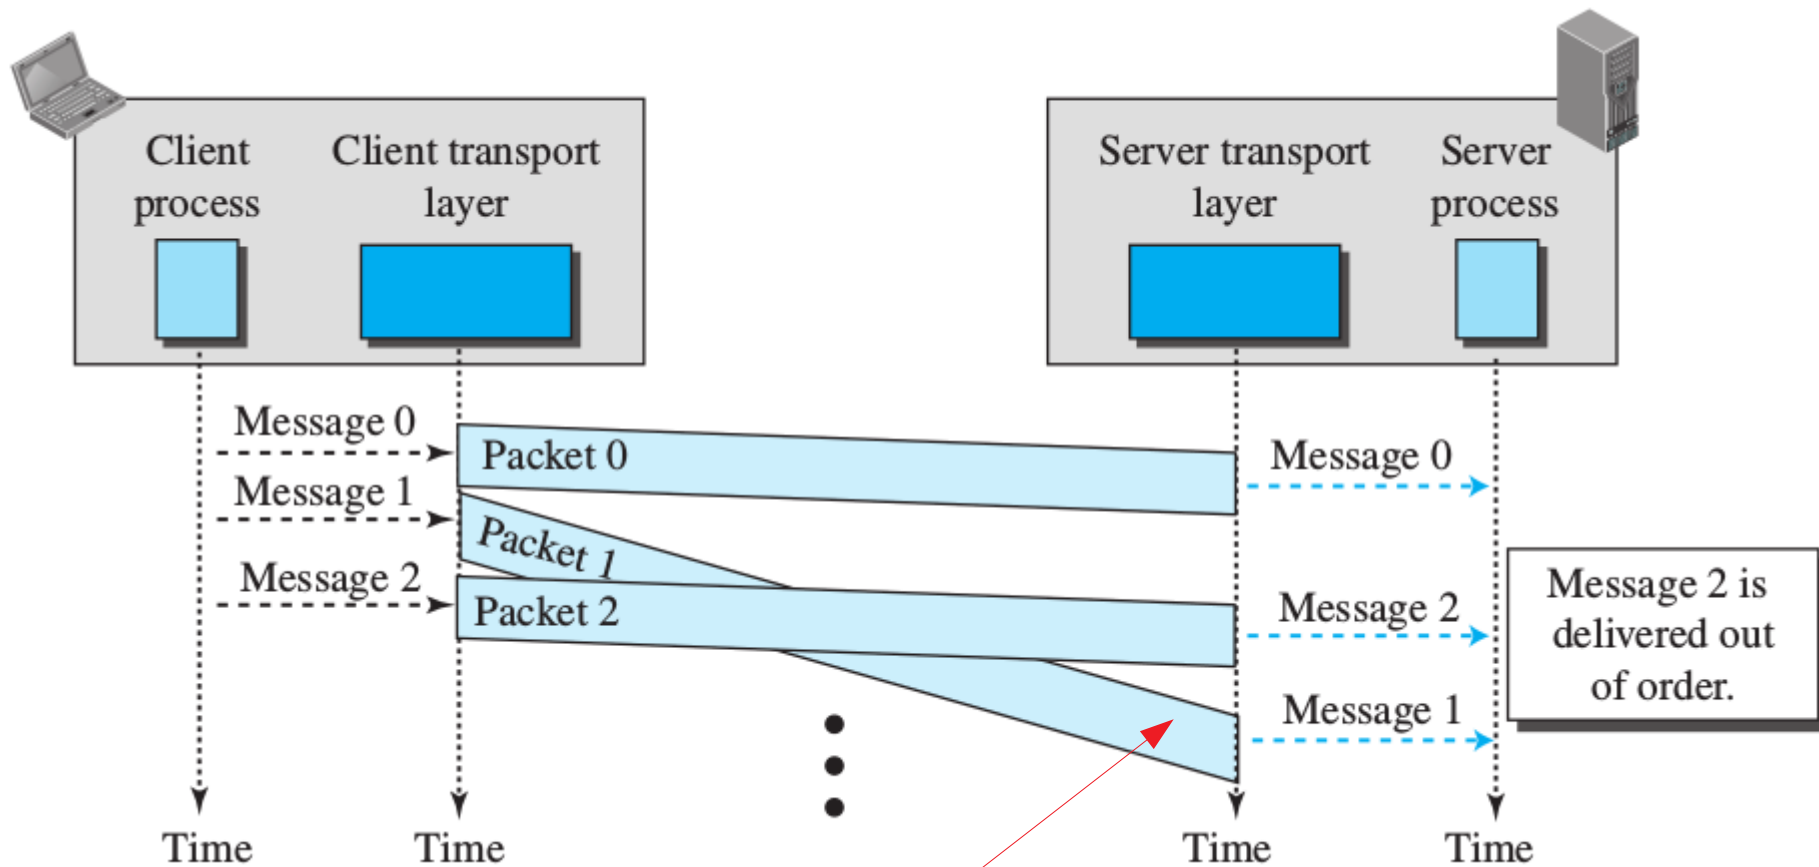 Client
process
Client transport
layer
Server transport
layer
Server
process
Message 0
Packet 0
Message 0
Message 1
Packet 1
Message 2
Packet 2
Message 2
Message 1
Message 2 is
delivered out
of order.
Time
Time
Time
Time